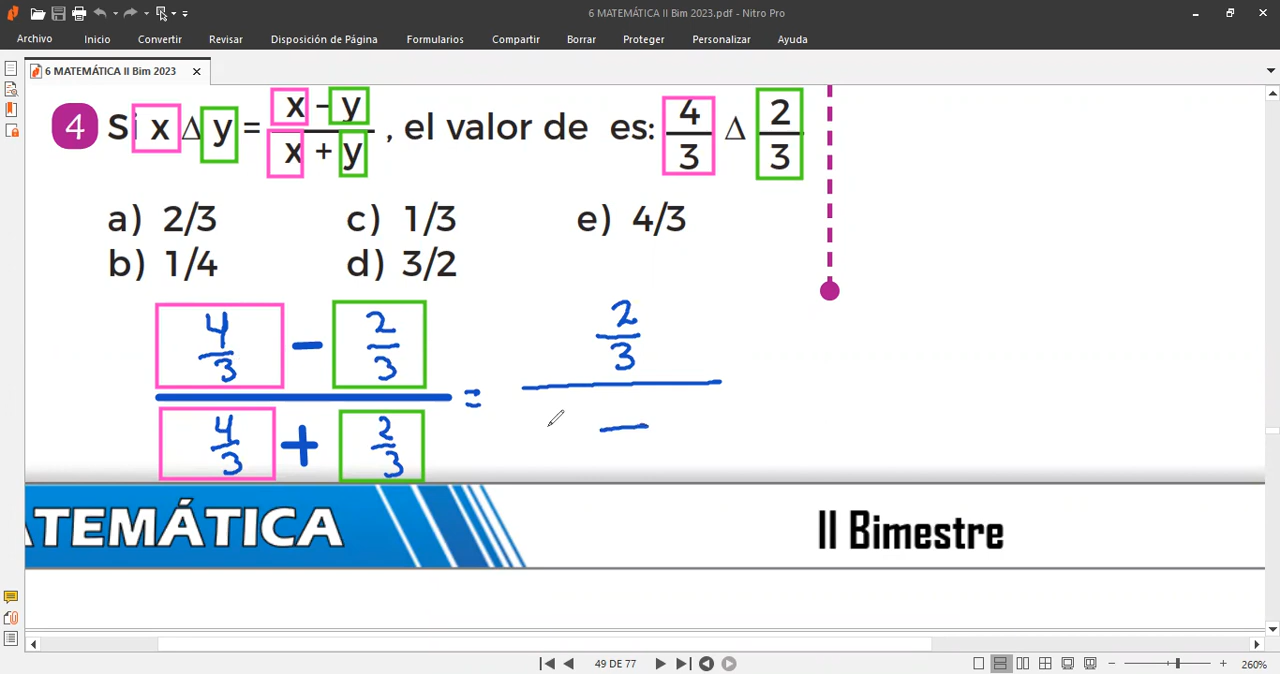 6 MATEMÁTICA II Bim 2023.pdf - Nitro Pro
Archivo Inicio Convertir Revisar Disposición de Página Formularios Compartir Borrar Proteger Personalizar Ayuda
6 MATEMÁTICA II Bim 2023 ×
4 Si x Δ y = x - y / x + y , el valor de es: 4/3 Δ 2/3
a) 2/3 c) 1/3 e) 4/3
b) 1/4 d) 3/2
4/3 - 2/3 2/3
=
4/3 + 2/3
ATEMÁTICA II Bimestre
49 DE 77 260%